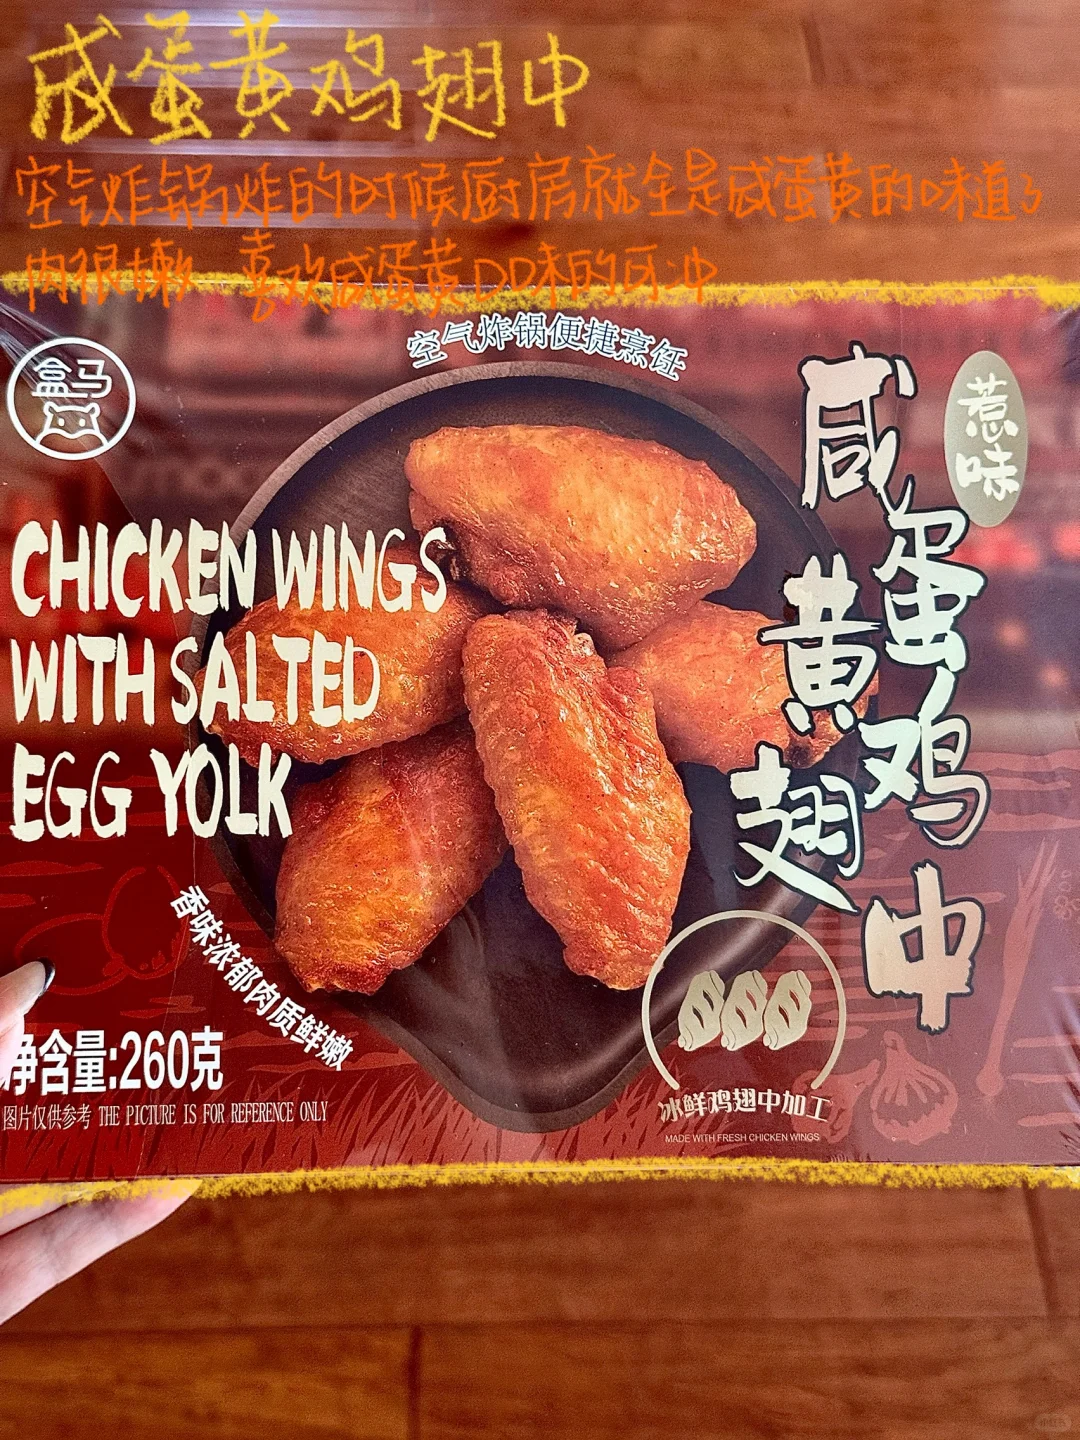 咸蛋黄鸡翅中
空气炸锅炸的时候厨房就全是咸蛋黄的味道了
肉很嫩 喜欢咸蛋黄口味的可冲
空气炸锅便捷烹饪
盒马
惹味
咸蛋黄鸡翅中
CHICKEN WINGS
WITH SALTED
EGG YOLK
香味浓郁肉质鲜嫩
净含量:260克
图片仅供参考 THE PICTURE IS FOR REFERENCE ONLY
冰鲜鸡翅中加工
MADE WITH FRESH CHICKEN WINGS